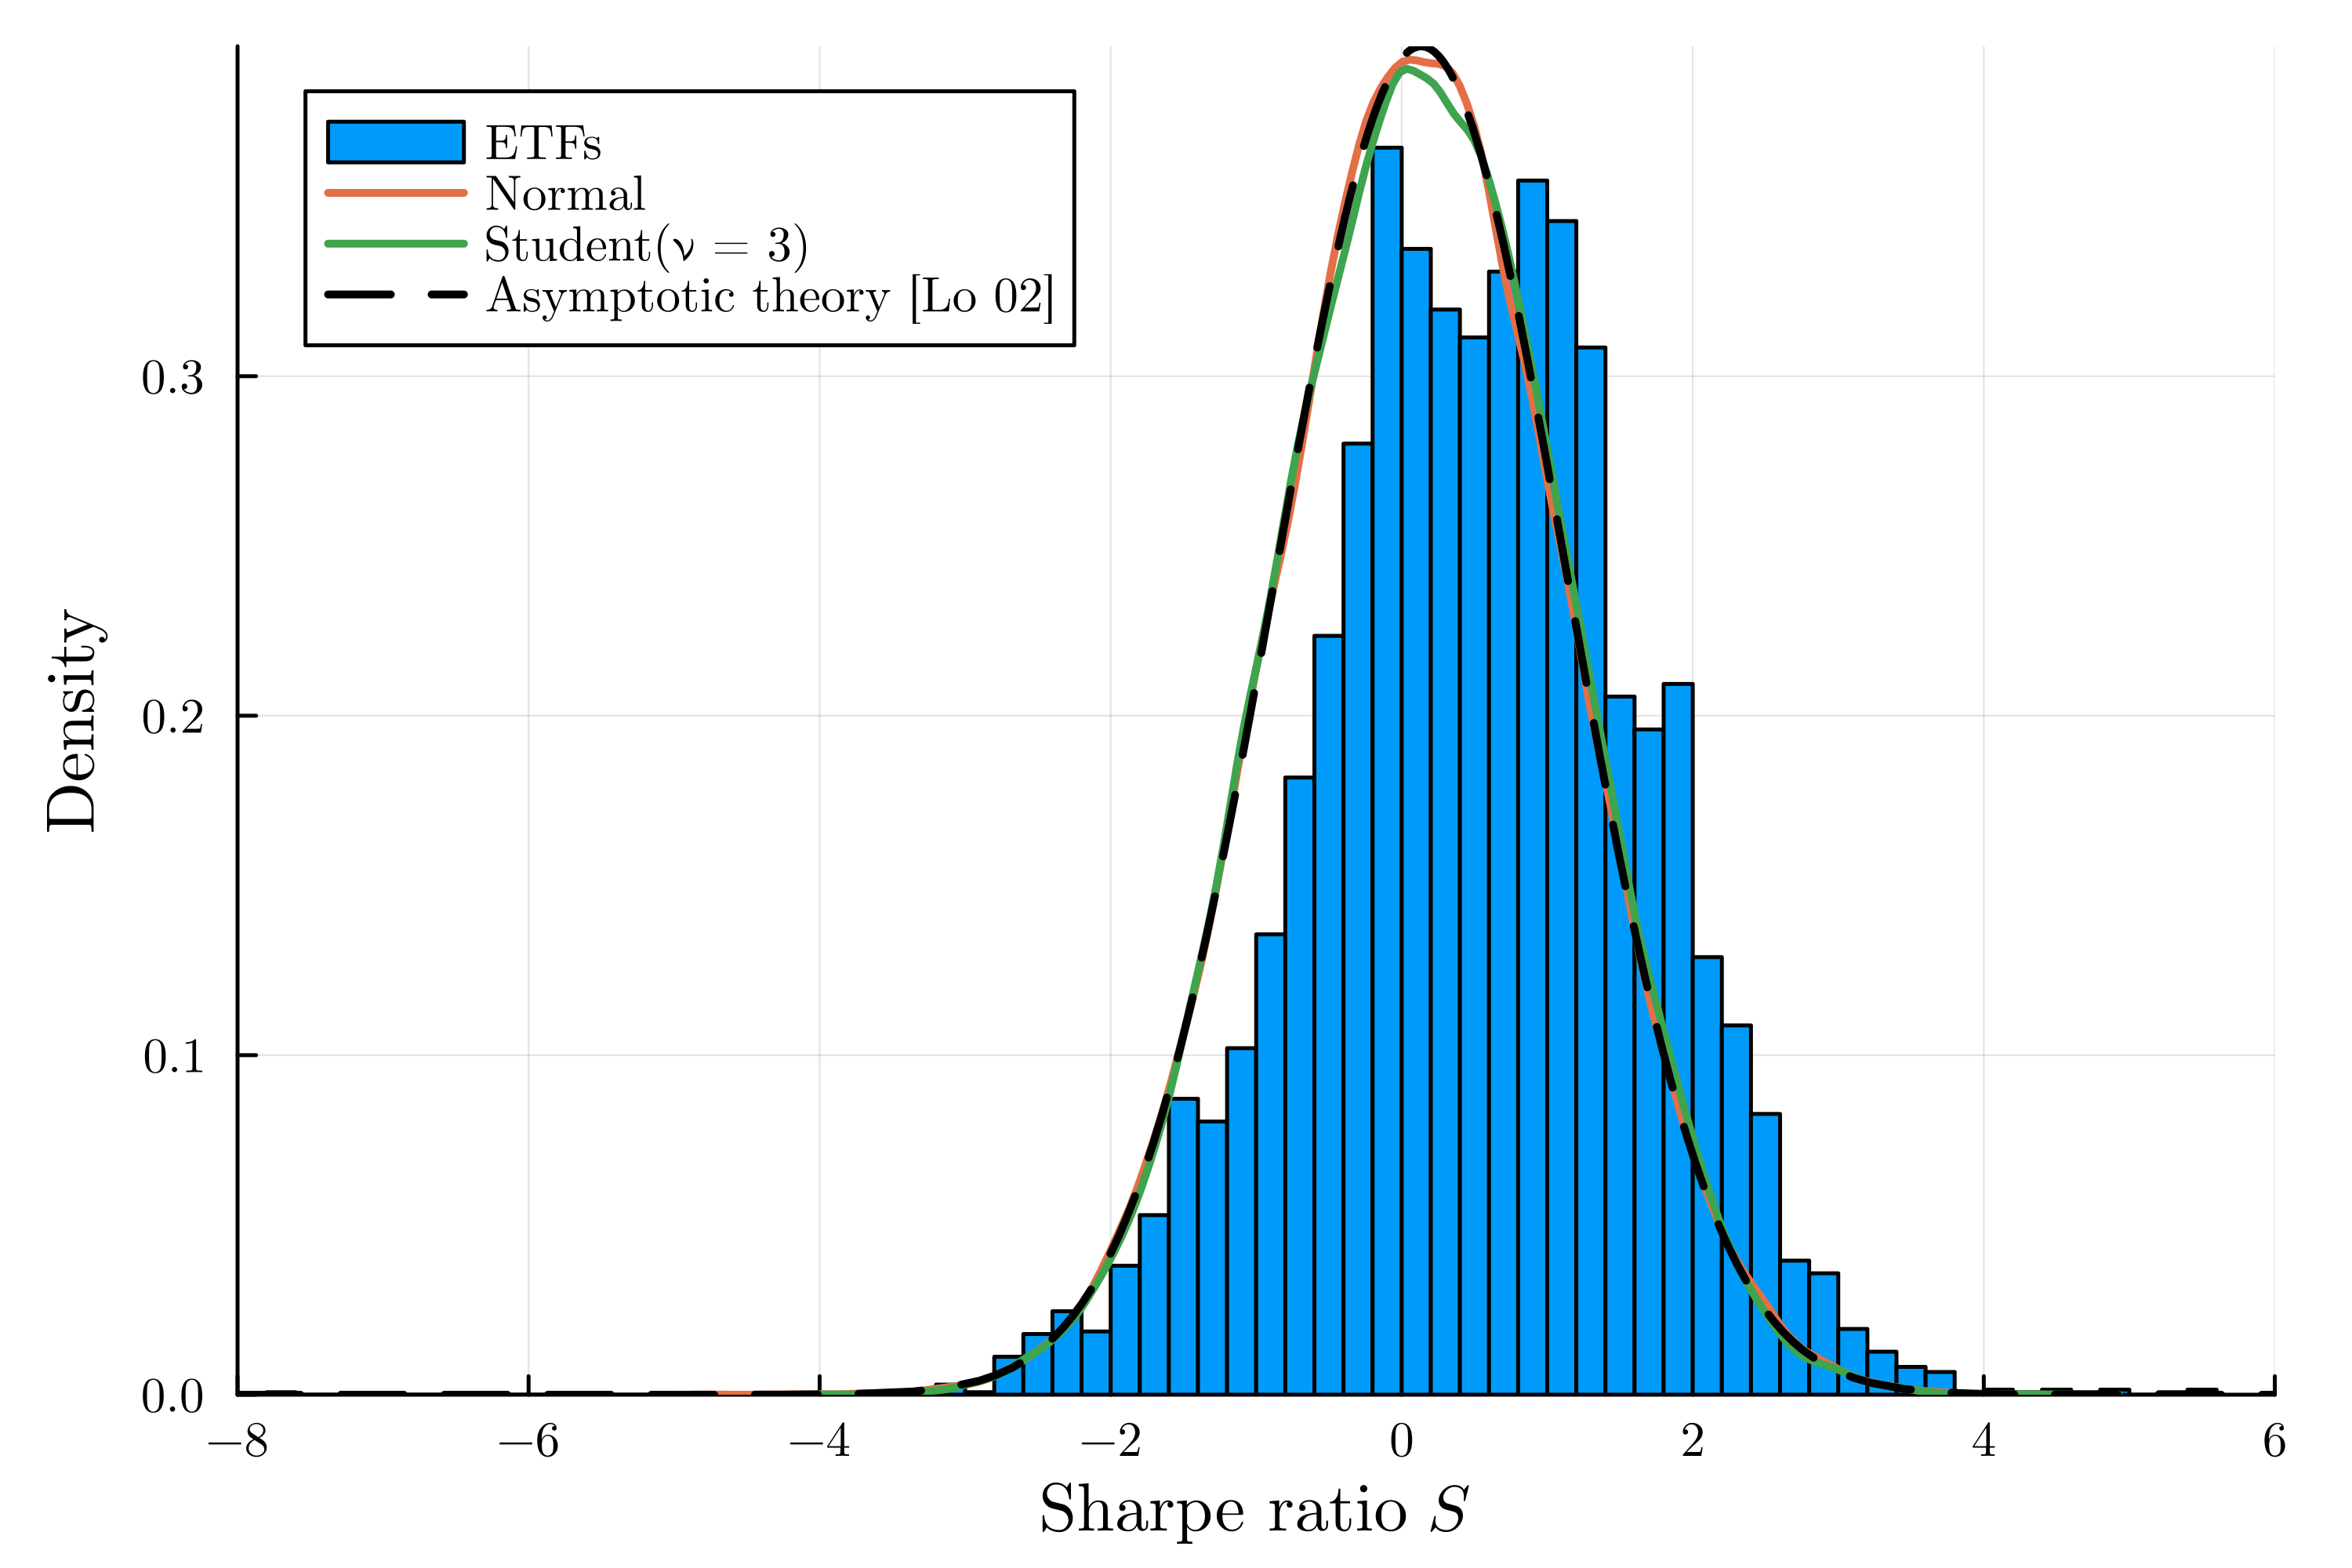 ETFs
Normal
Student(ν = 3)
Asymptotic theory [Lo 02]
0.3
0.2
0.1
0.0
Density
−8 −6 −4 −2 0 2 4 6
Sharpe ratio S